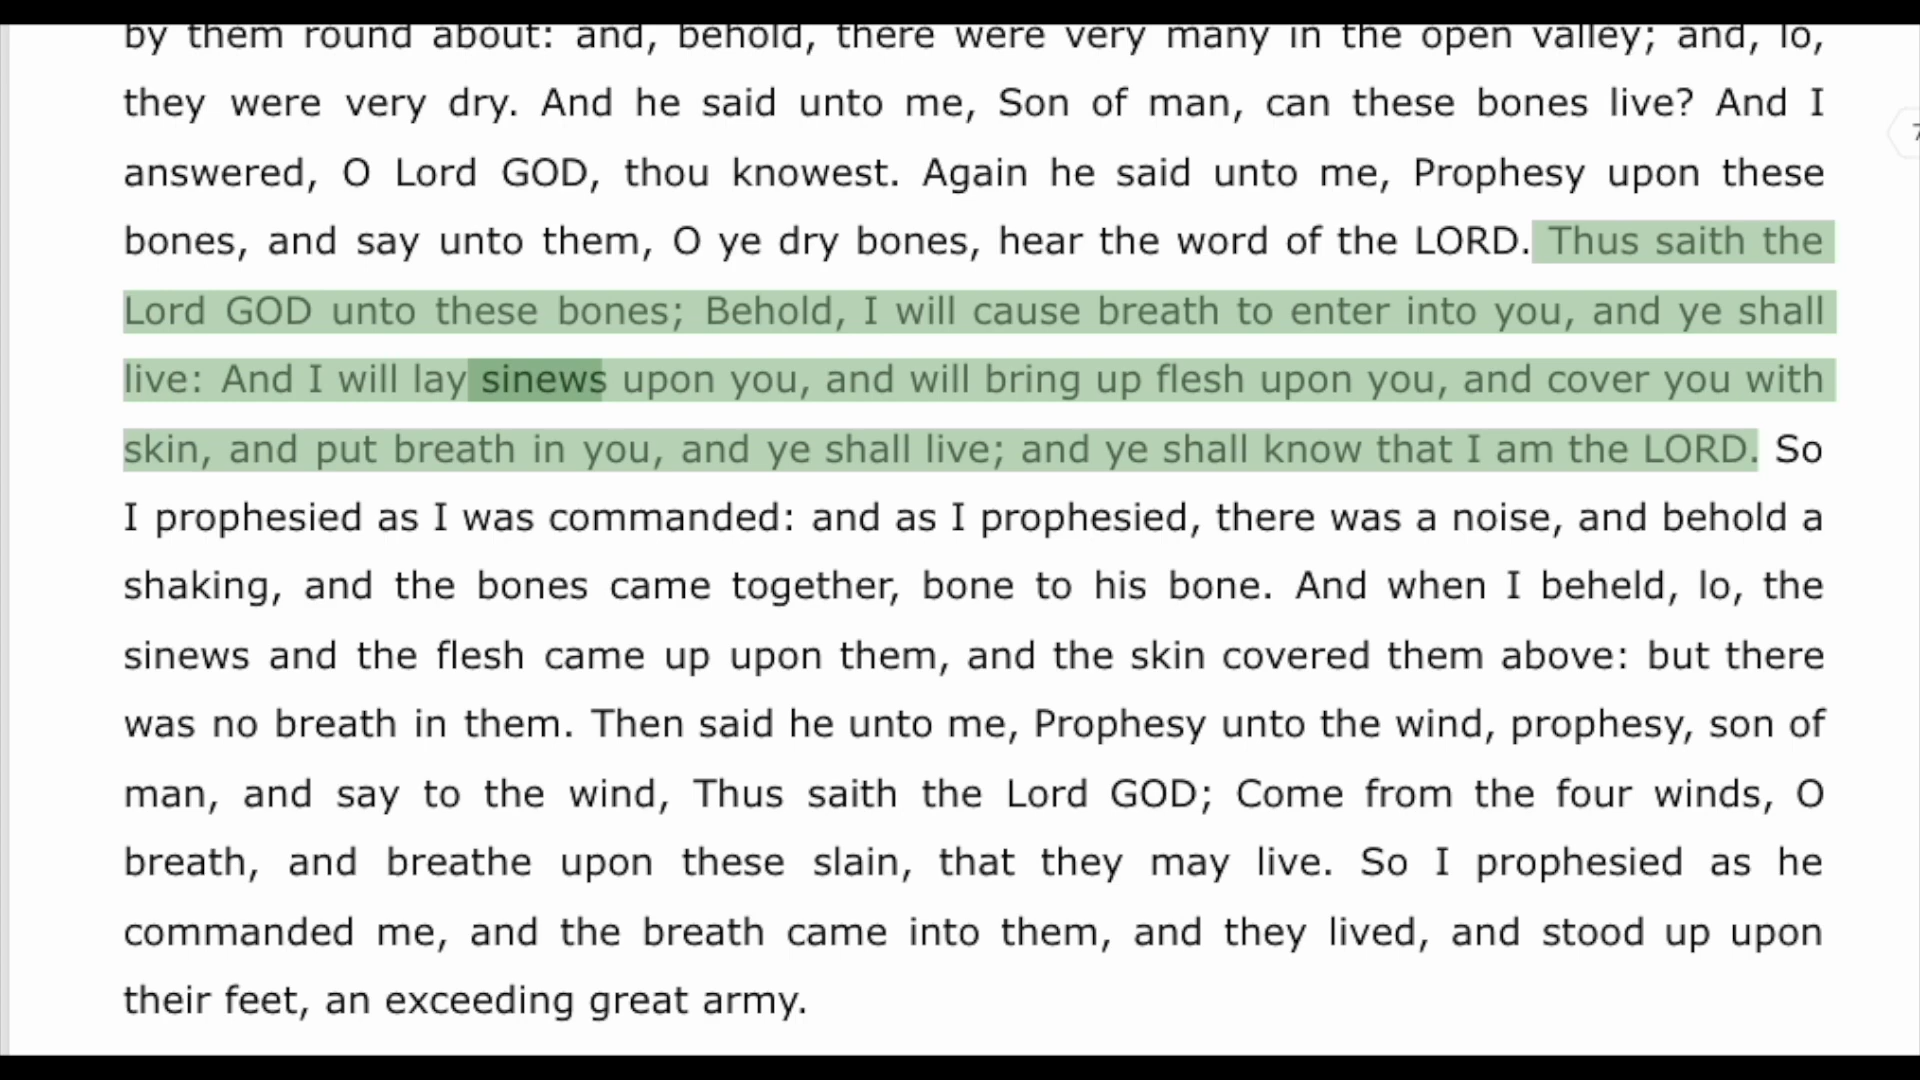 by them round about: and, behold, there were very many in the open valley; and, lo,
they were very dry. And he said unto me, Son of man, can these bones live? And I
answered, O Lord GOD, thou knowest. Again he said unto me, Prophesy upon these
bones, and say unto them, O ye dry bones, hear the word of the LORD. Thus saith the
Lord GOD unto these bones; Behold, I will cause breath to enter into you, and ye shall
live: And I will lay sinews upon you, and will bring up flesh upon you, and cover you with
skin, and put breath in you, and ye shall live; and ye shall know that I am the LORD. So
I prophesied as I was commanded: and as I prophesied, there was a noise, and behold a
shaking, and the bones came together, bone to his bone. And when I beheld, lo, the
sinews and the flesh came up upon them, and the skin covered them above: but there
was no breath in them. Then said he unto me, Prophesy unto the wind, prophesy, son of
man, and say to the wind, Thus saith the Lord GOD; Come from the four winds, O
breath, and breathe upon these slain, that they may live. So I prophesied as he
commanded me, and the breath came into them, and they lived, and stood up upon
their feet, an exceeding great army.